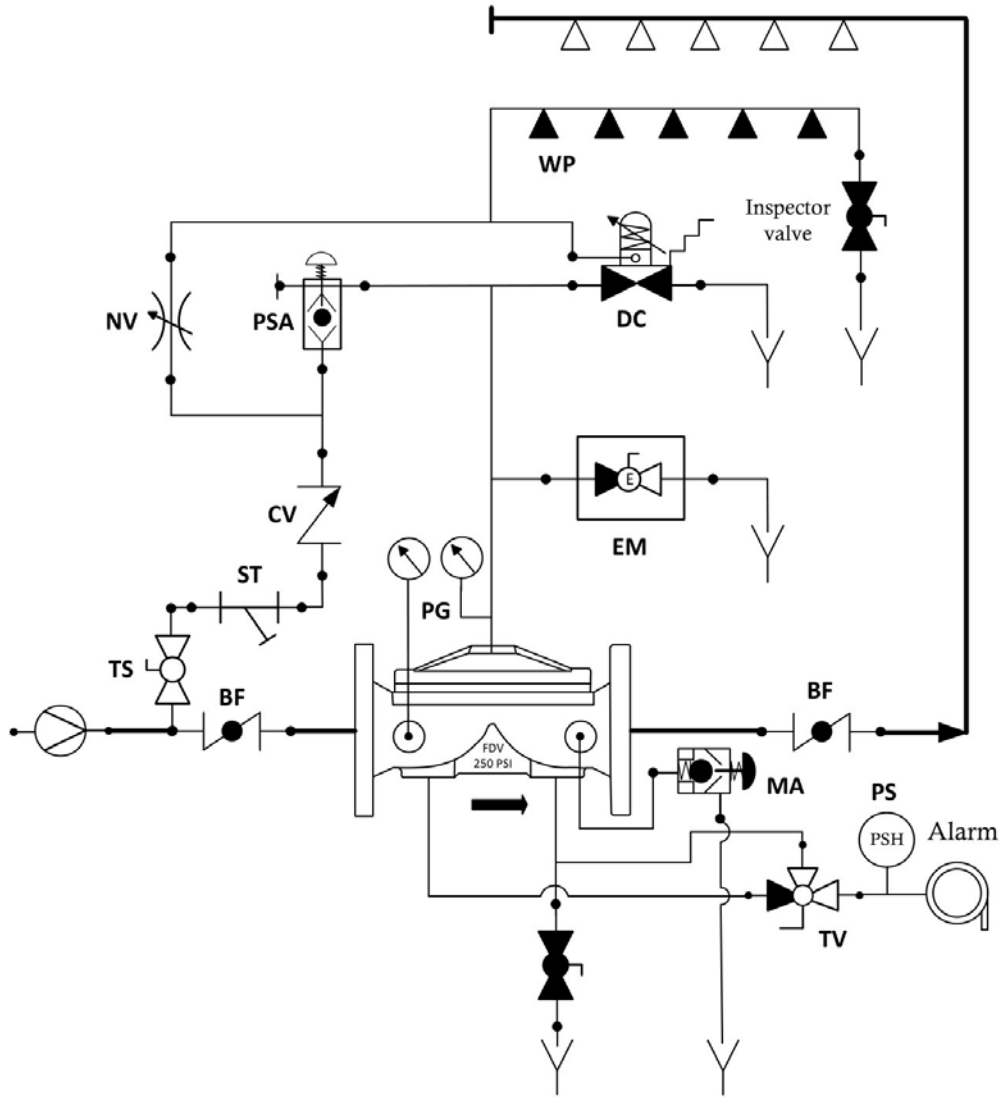 WP
Inspector
valve
NV
PSA
DC
CV
E
EM
ST
PG
TS
BF
BF
FDV
250 PSI
MA
PS
PSH
Alarm
TV